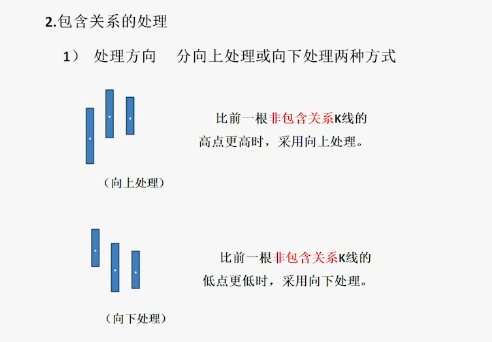 2.包含关系的处理
1） 处理方向 分向上处理或向下处理两种方式
比前一根非包含关系K线的
高点更高时，采用向上处理。
（向上处理）
比前一根非包含关系K线的
低点更低时，采用向下处理。
（向下处理）